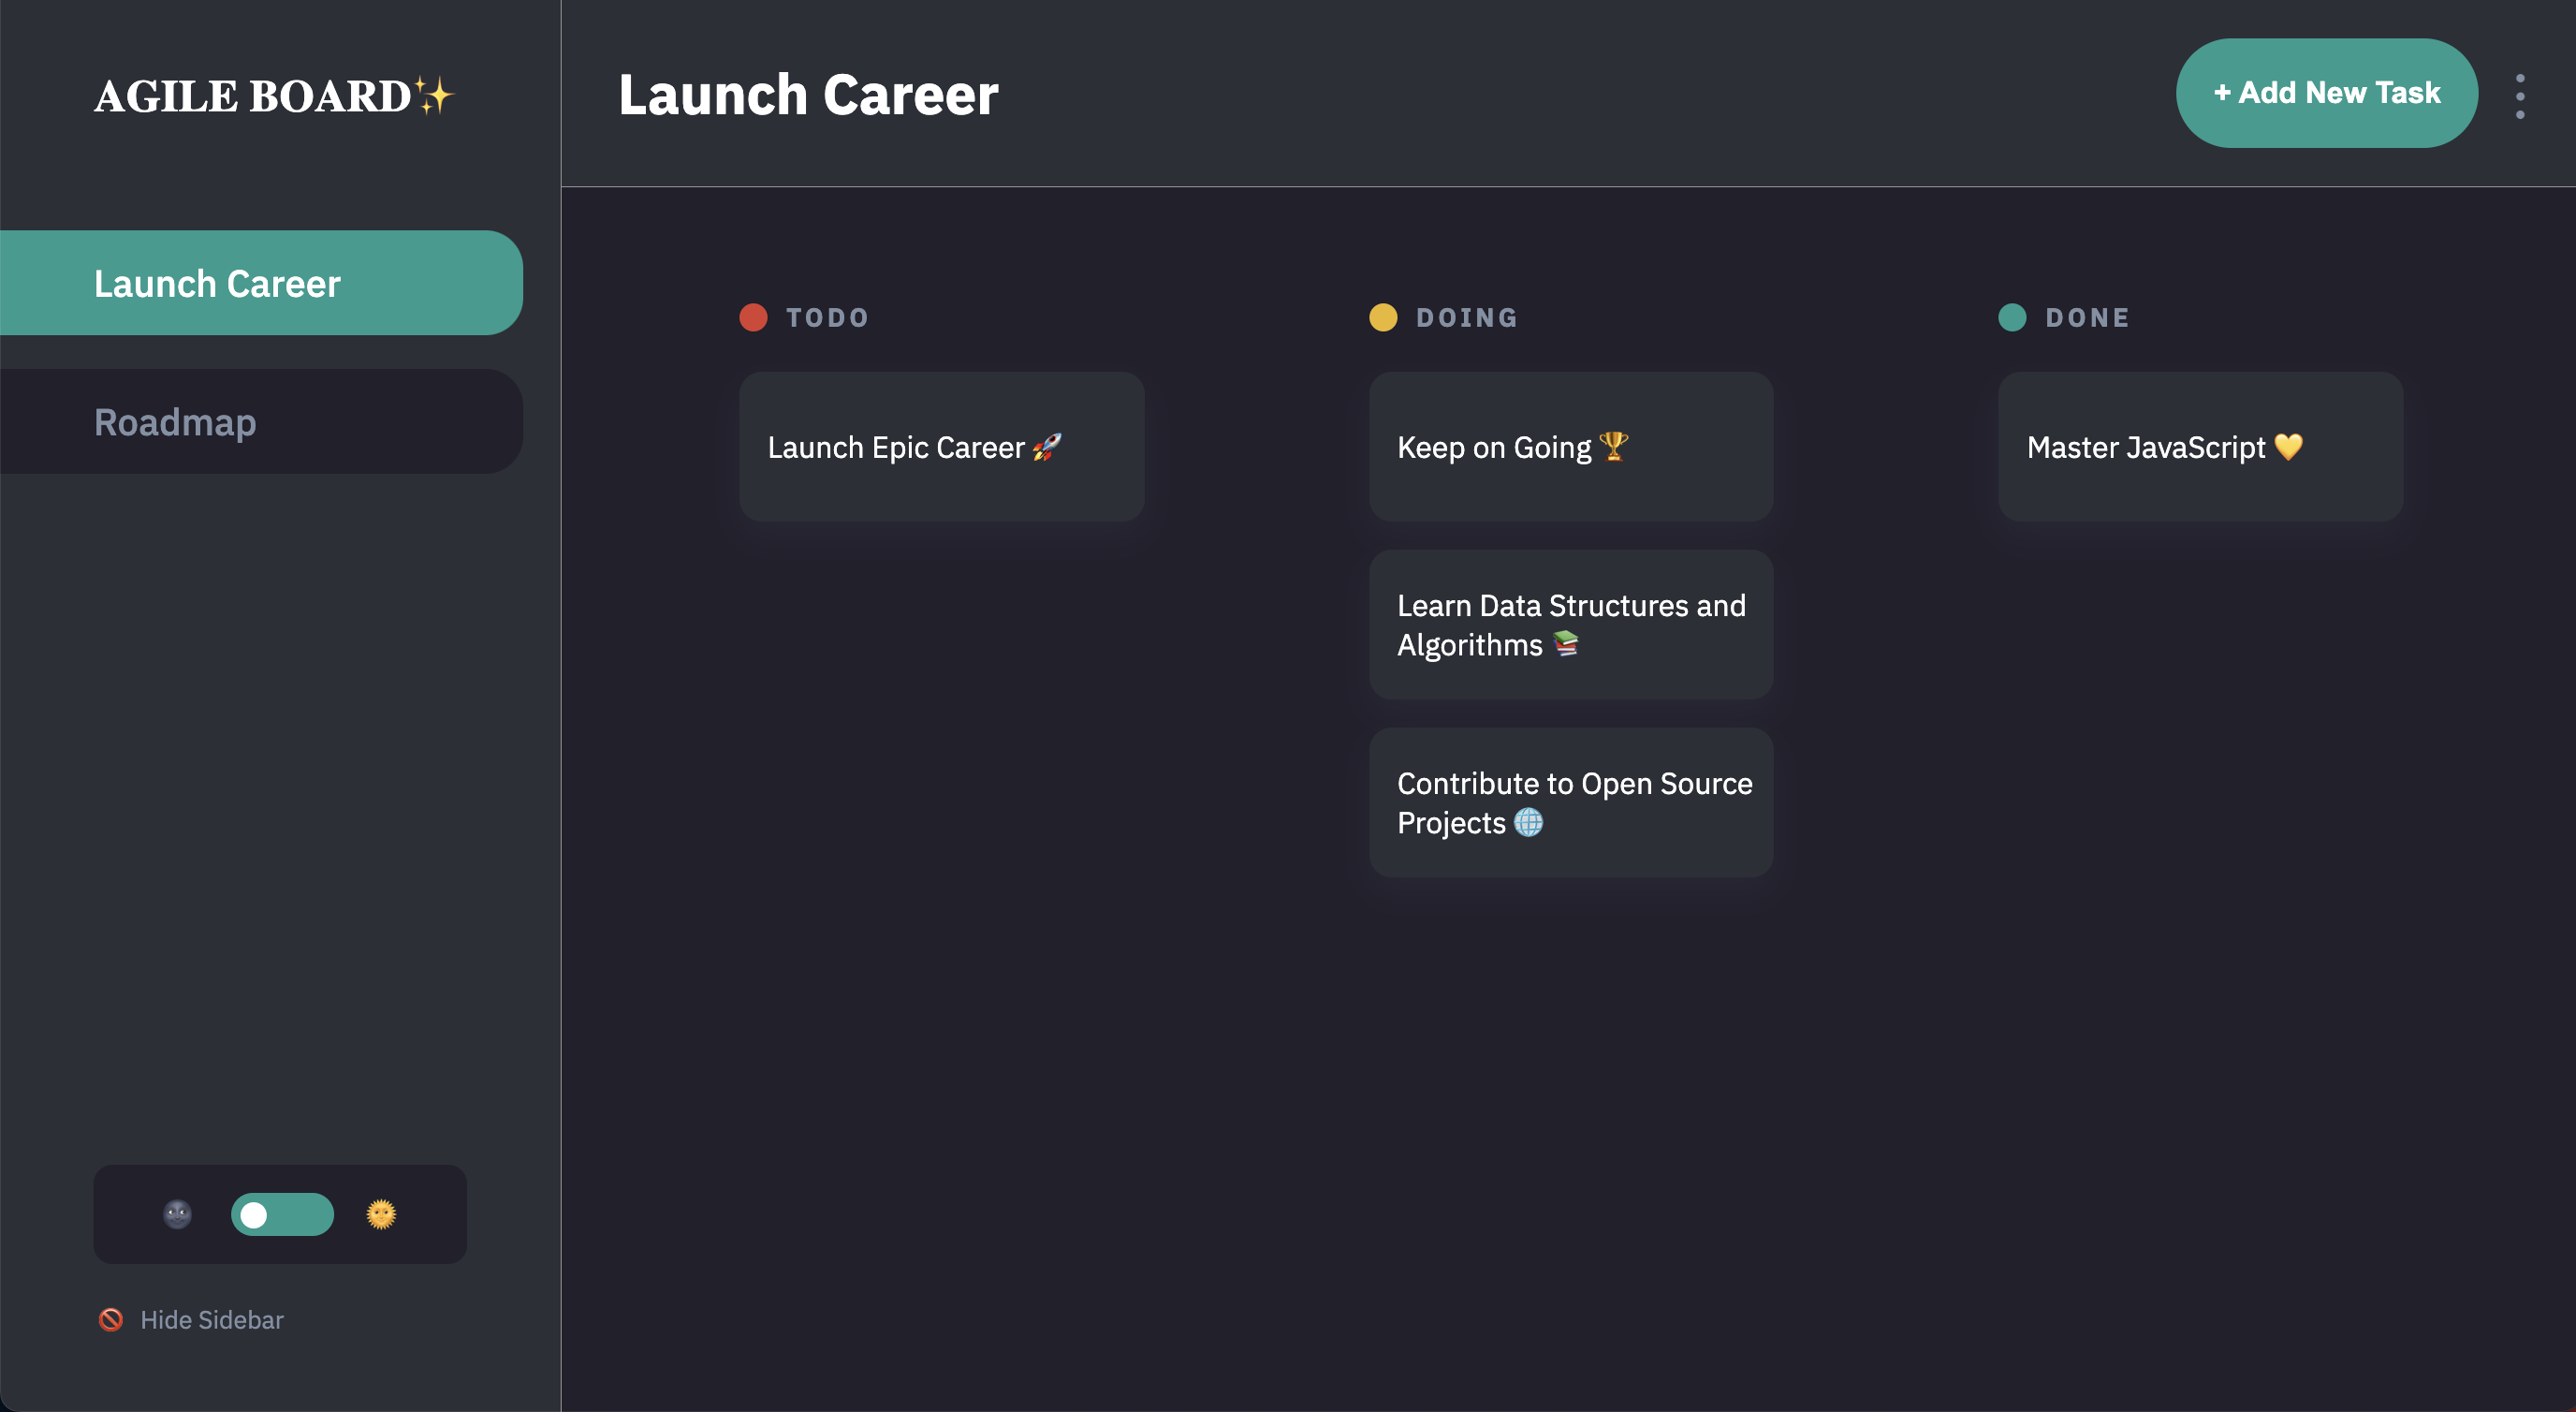 AGILE BOARD✨
Launch Career
Roadmap
Hide Sidebar
Launch Career
+ Add New Task
TODO
Launch Epic Career 🚀
DOING
Keep on Going 🏆
Learn Data Structures and
Algorithms 📚
Contribute to Open Source
Projects 🌐
DONE
Master JavaScript 💛